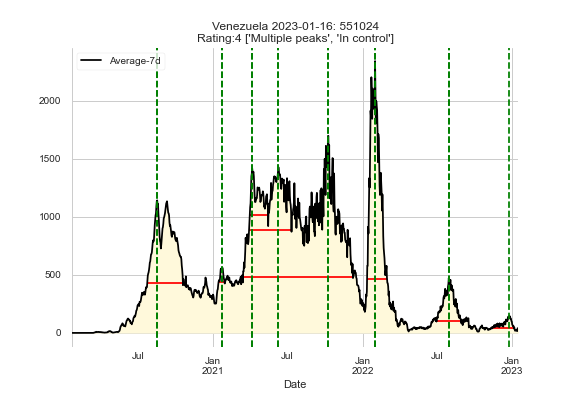 Venezuela 2023-01-16: 551024
Rating:4 ['Multiple peaks', 'In control']
Average-7d
2000
1500
1000
500
0
Jul
Jan
2021
Jul
Jan
2022
Jul
Jan
2023
Date